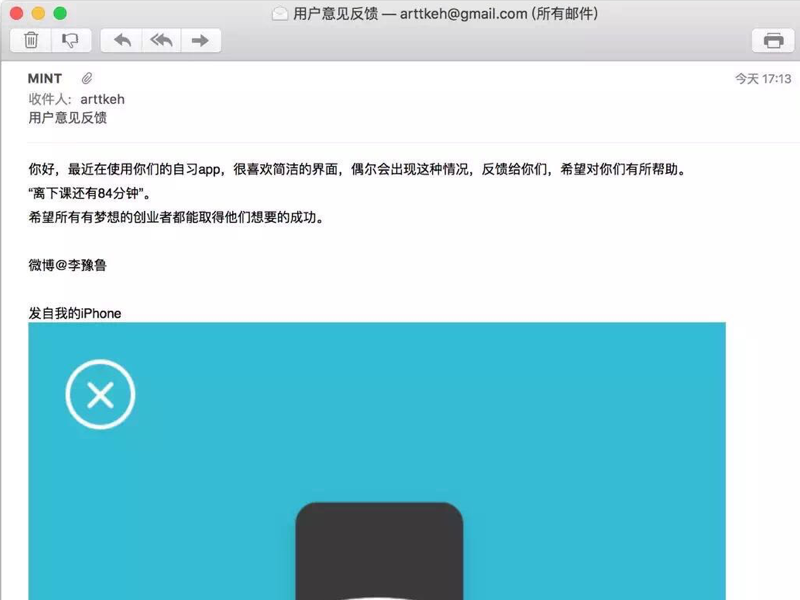 用户意见反馈 — arttkeh@gmail.com (所有邮件)
MINT
今天 17:13
收件人： arttkeh
用户意见反馈
你好，最近在使用你们的自习app，很喜欢简洁的界面，偶尔会出现这种情况，反馈给你们，希望对你们有所帮助。
“离下课还有84分钟”。
希望所有有梦想的创业者都能取得他们想要的成功。
微博@李豫鲁
发自我的iPhone